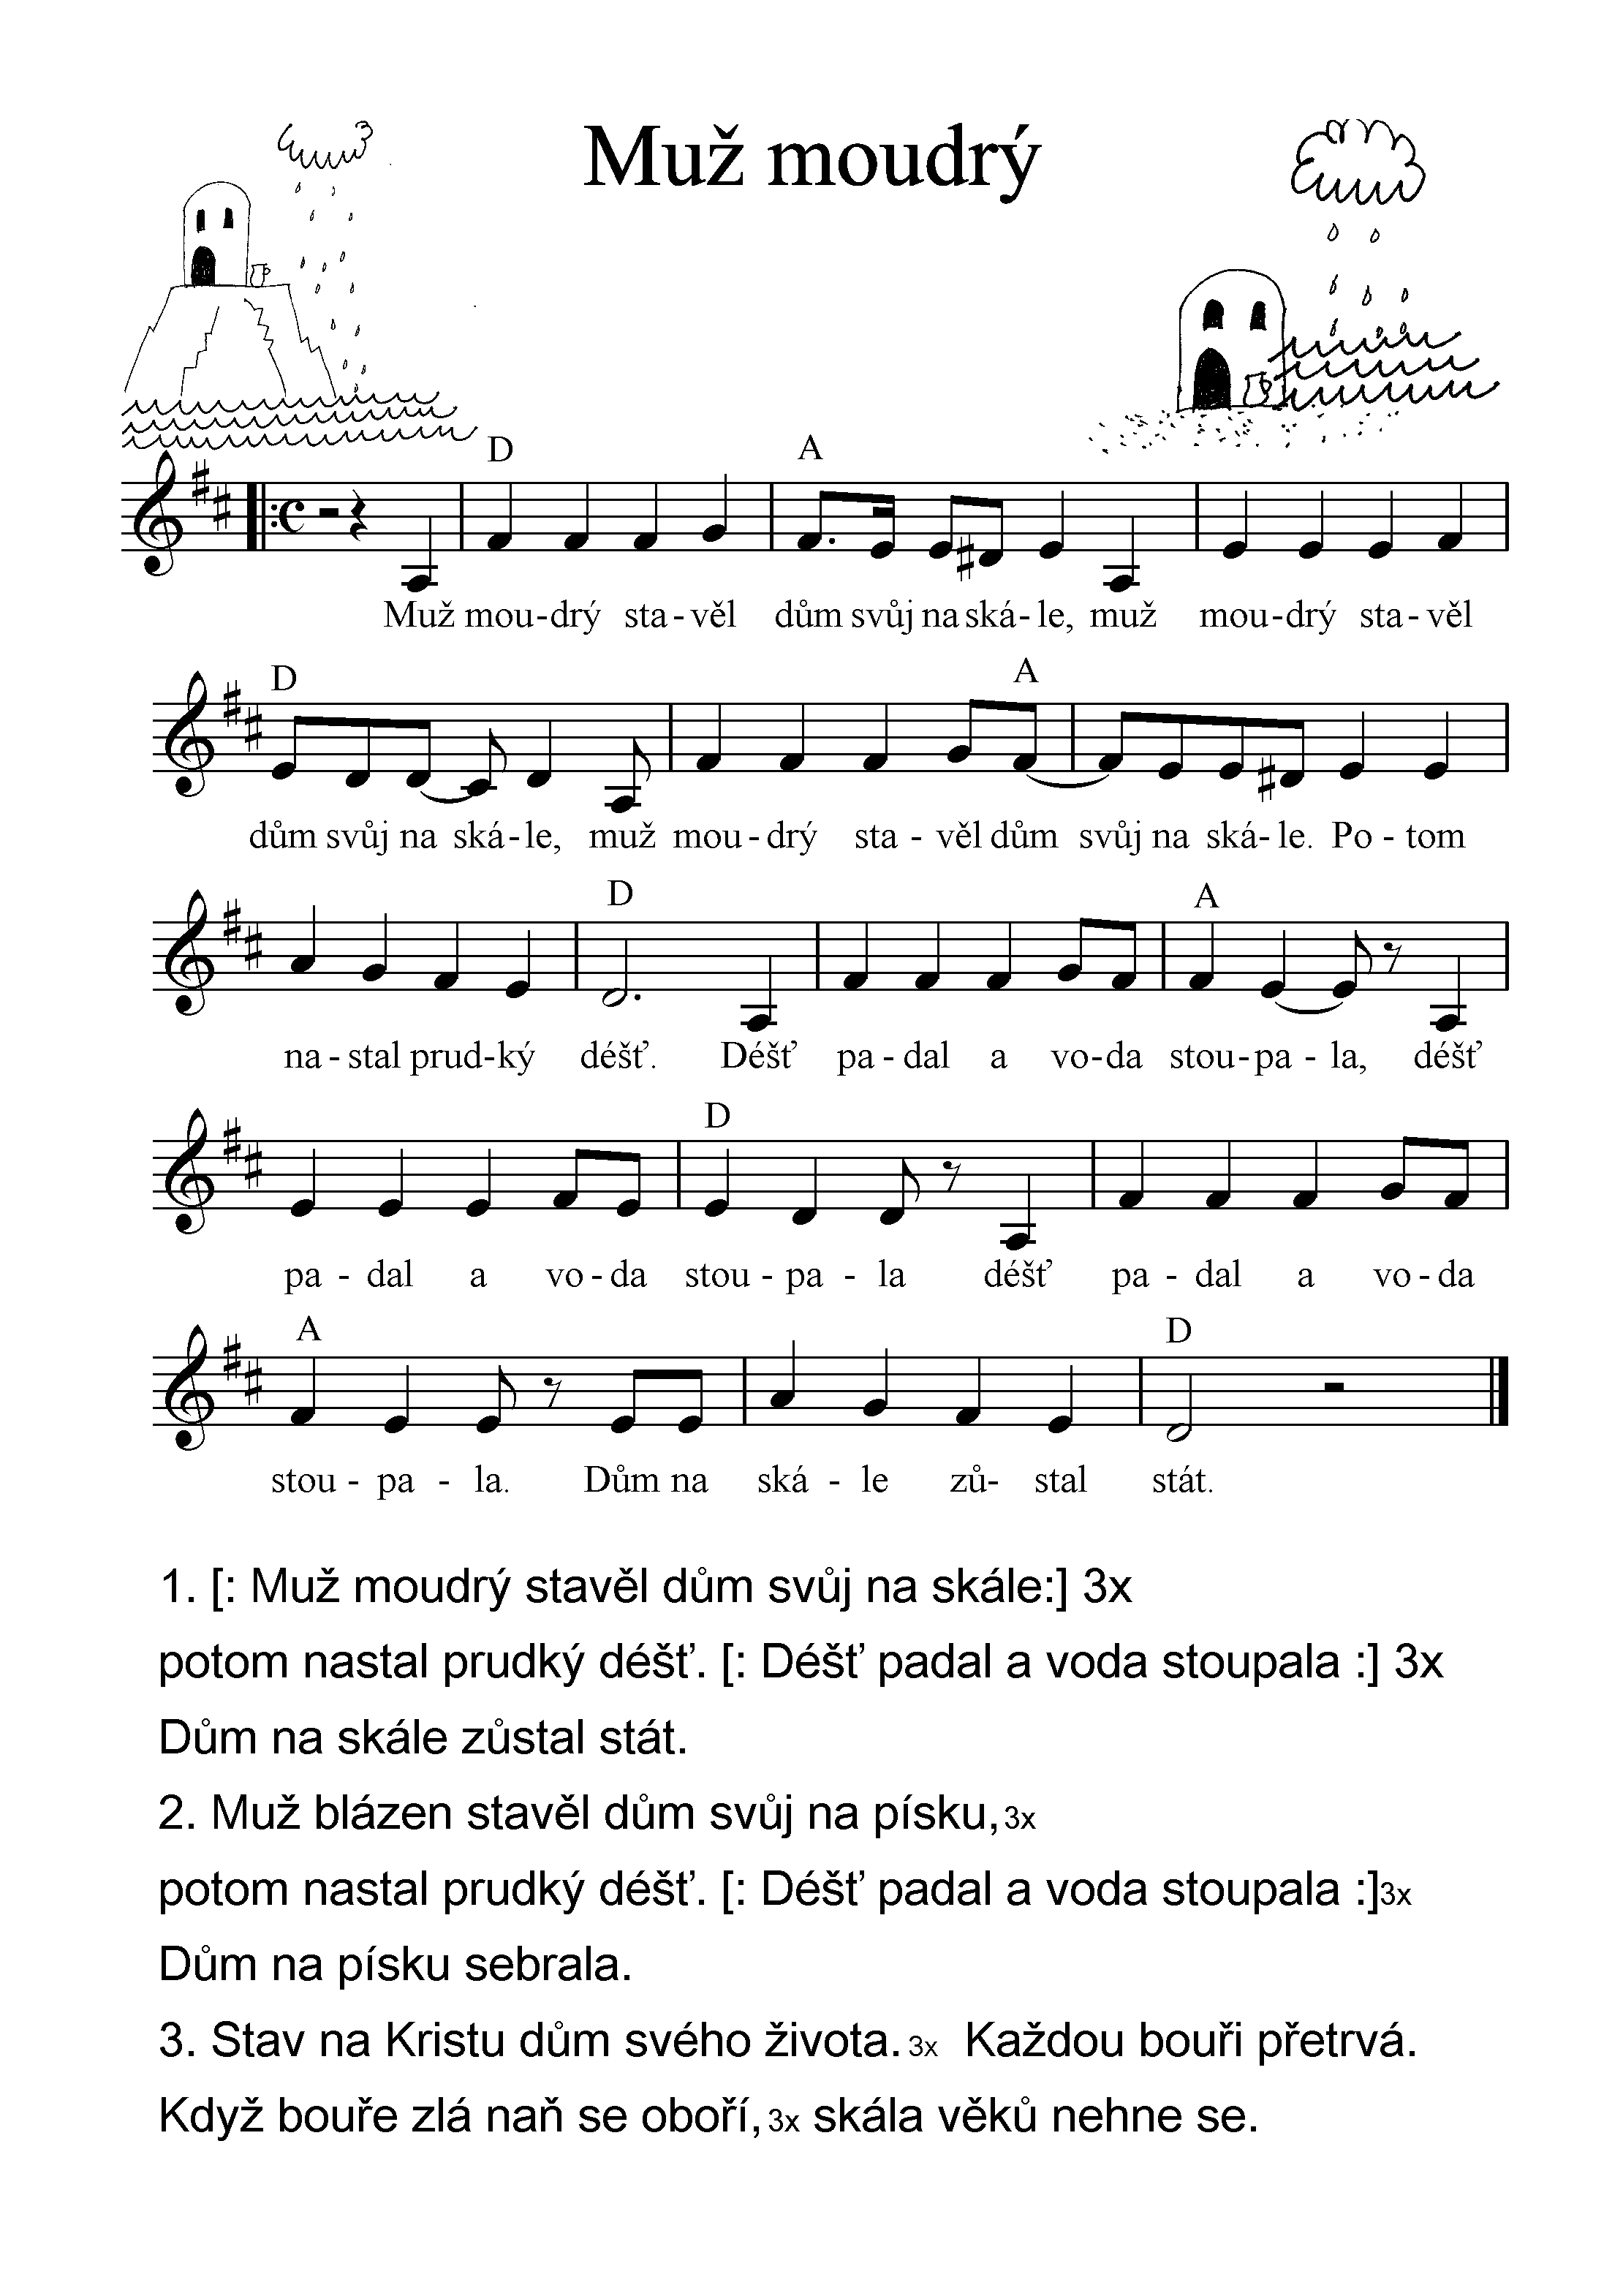 Muž moudrý
D A
Muž mou-drý sta-věl dům svůj na ská-le, muž mou-drý sta-věl
D A
dům svůj na ská-le, muž mou-drý sta-věl dům svůj na ská-le. Po-tom
D A
na-stal prud-ký déšť. Déšť pa-dal a vo-da stou-pa-la, déšť
D
pa-dal a vo-da stou-pa-la déšť pa-dal a vo-da
A D
stou-pa-la. Dům na ská-le zů-stal stát.
1. [: Muž moudrý stavěl dům svůj na skále:] 3x
potom nastal prudký déšť. [: Déšť padal a voda stoupala :] 3x
Dům na skále zůstal stát.
2. Muž blázen stavěl dům svůj na písku, 3x
potom nastal prudký déšť. [: Déšť padal a voda stoupala :]3x
Dům na písku sebrala.
3. Stav na Kristu dům svého života. 3x Každou bouři přetrvá.
Když bouře zlá naň se oboří, 3x skála věků nehne se.